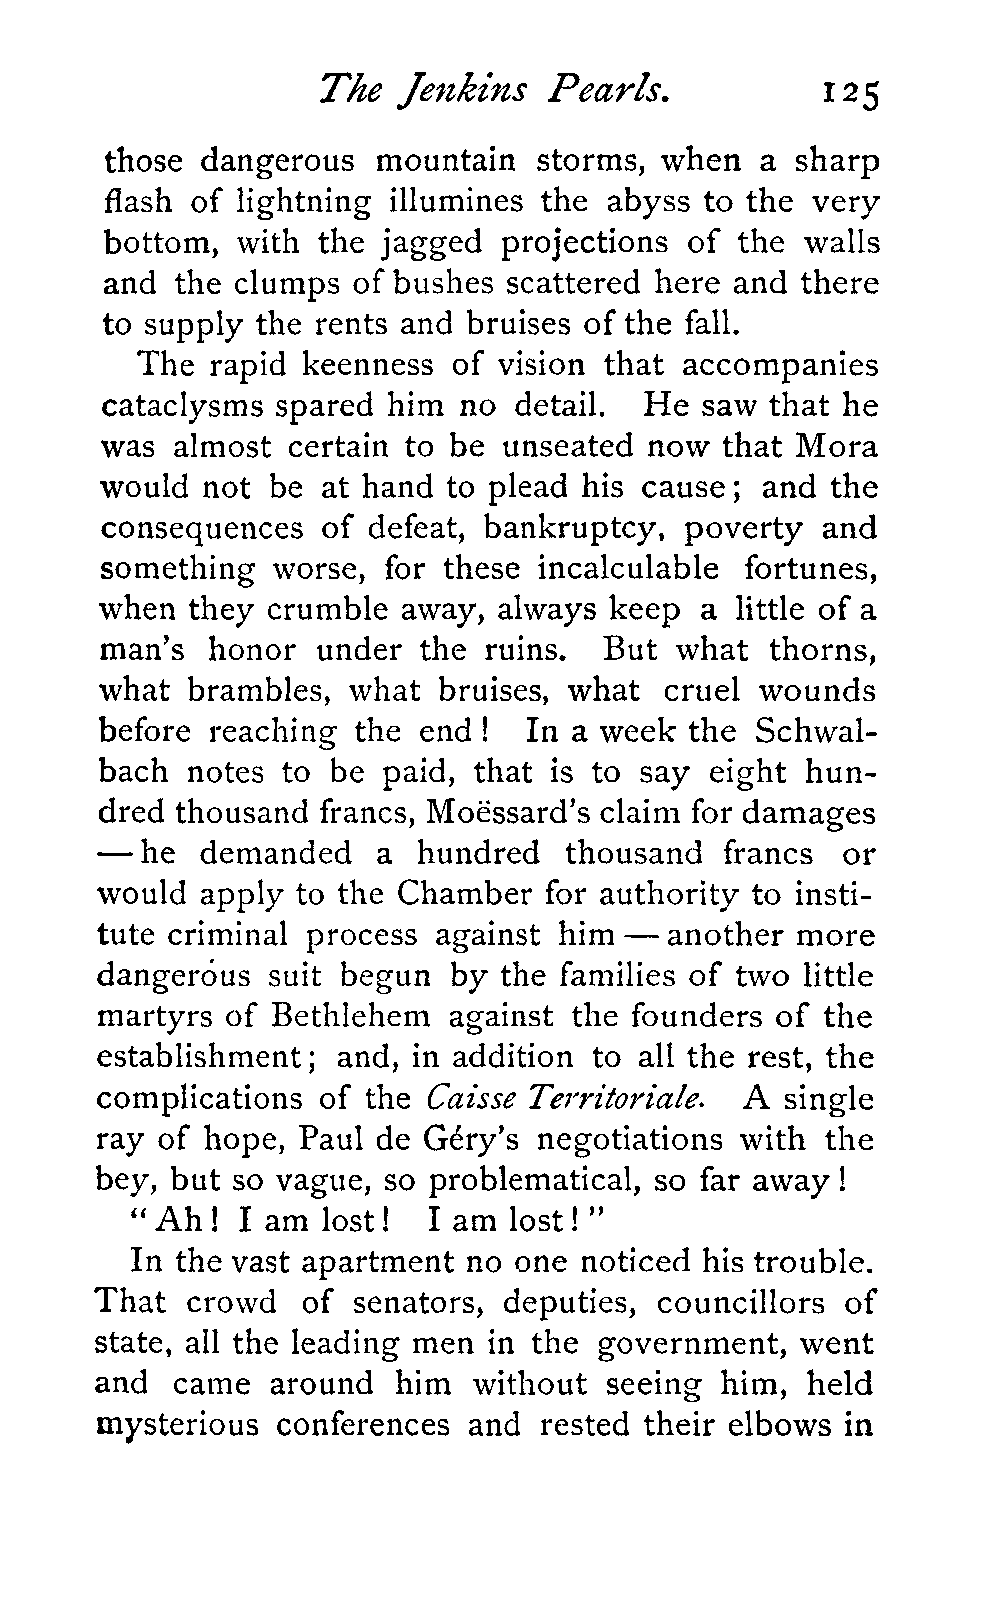 The Jenkins Pearls. 125
those dangerous mountain storms, when a sharp
flash of lightning illumines the abyss to the very
bottom, with the jagged projections of the walls
and the clumps of bushes scattered here and there
to supply the rents and bruises of the fall.
The rapid keenness of vision that accompanies
cataclysms spared him no detail. He saw that he
was almost certain to be unseated now that Mora
would not be at hand to plead his cause; and the
consequences of defeat, bankruptcy, poverty and
something worse, for these incalculable fortunes,
when they crumble away, always keep a little of a
man's honor under the ruins. But what thorns,
what brambles, what bruises, what cruel wounds
before reaching the end! In a week the Schwal-
bach notes to be paid, that is to say eight hun-
dred thousand francs, Moëssard's claim for damages
— he demanded a hundred thousand francs or
would apply to the Chamber for authority to insti-
tute criminal process against him — another more
dangeróus suit begun by the families of two little
martyrs of Bethlehem against the founders of the
establishment; and, in addition to all the rest, the
complications of the Caisse Territoriale. A single
ray of hope, Paul de Géry's negotiations with the
bey, but so vague, so problematical, so far away!
"Ah! I am lost! I am lost!"
In the vast apartment no one noticed his trouble.
That crowd of senators, deputies, councillors of
state, all the leading men in the government, went
and came around him without seeing him, held
mysterious conferences and rested their elbows in